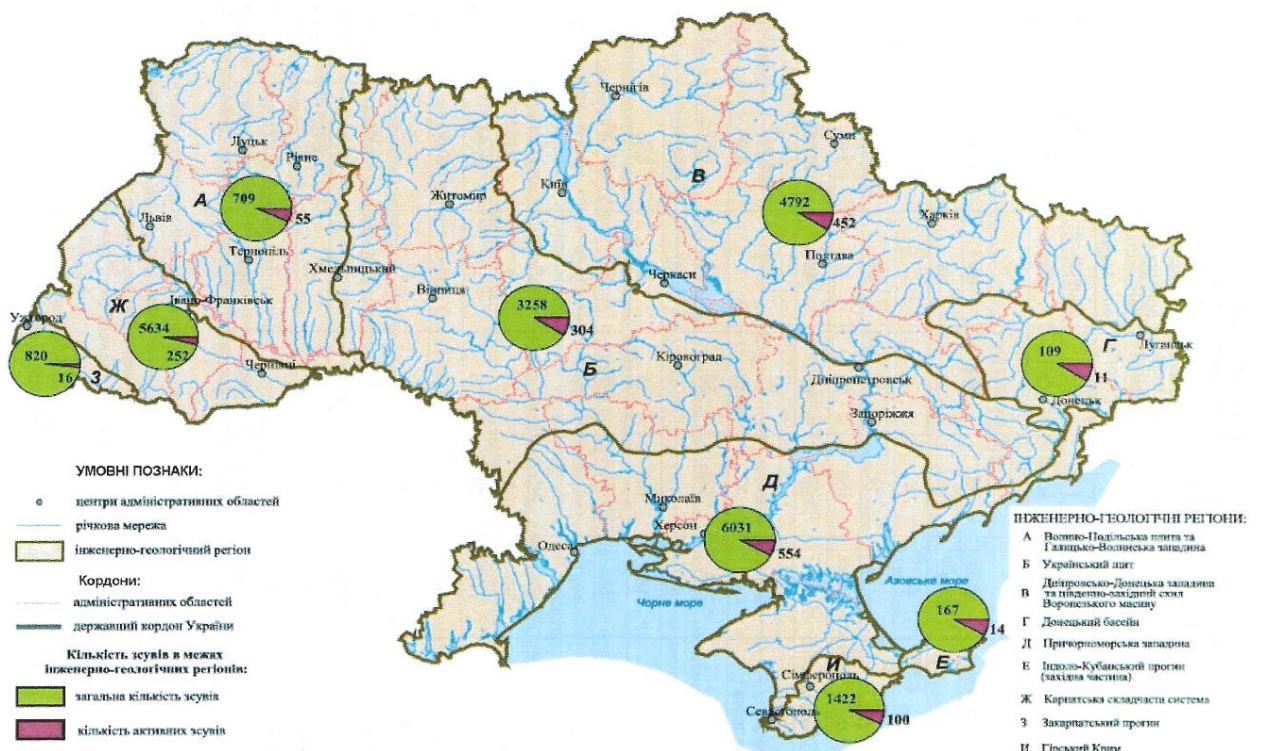 Чернігів
Суми
Луцьк
Рівне
В
Київ
Житомир
А
709
55
4792
452
Львів
Харків
Тернопіль
Полтава
Хмельницький
Черкаси
Вінниця
Ж
Івано-Франківськ
3258
304
Ужгород
5634
252
820
16
З
Чернівці
Кіровоград
Б
109
11
Г
Луганськ
Дніпропетровськ
Донецьк
Запоріжжя
УМОВНІ ПОЗНАКИ:
центри адміністративних областей
річкова мережа
інженерно-геологічний регіон
Кордони:
адміністративних областей
державний кордон України
Кількість зсувів в межах
інженерно-геологічних регіонів:
загальна кількість зсувів
кількість активних зсувів
Миколаїв
Д
Херсон
6031
554
Одеса
Чорне море
Азовське море
167
14
Е
И
Сімферополь
1422
100
Севастополь
ІНЖЕНЕРНО-ГЕОЛОГІЧНІ РЕГІОНИ:
А Волино-Подільська плита та
Галицько-Волинська западина
Б Український щит
Дніпровсько-Донецька западина
В та південно-західний схил
Воронезького масиву
Г Донецький басейн
Д Причорноморська западина
Е Індоло-Кубанський прогин
(західна частина)
Ж Карпатська складчаста система
З Закарпатський прогин
И Гірський Крим